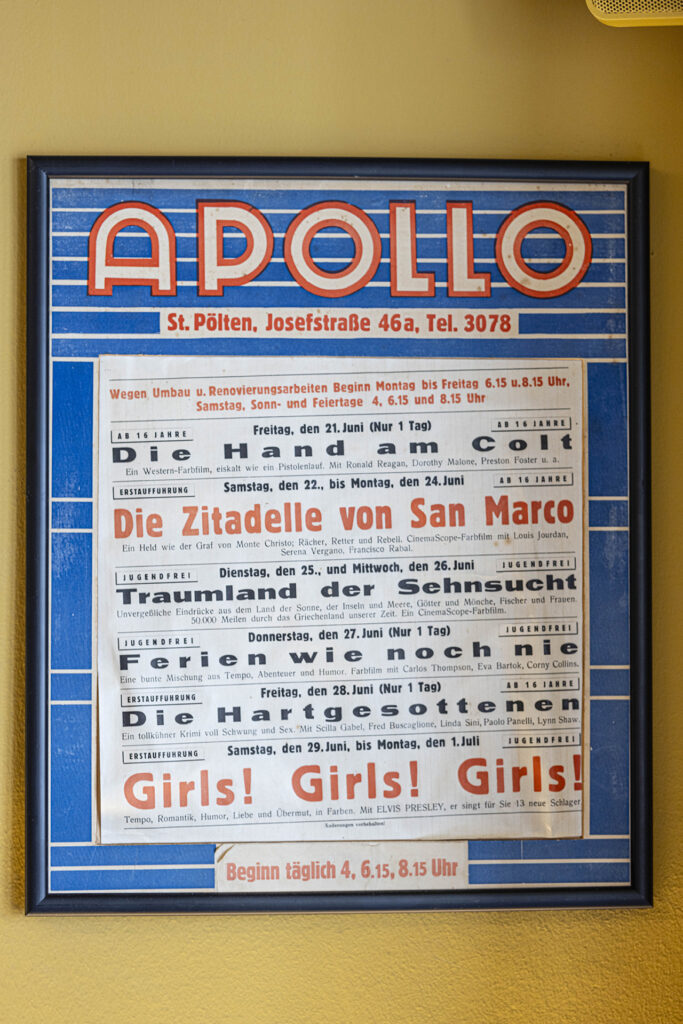 APOLLO
St. Pölten, Josefstraße 46a, Tel. 3078
Wegen Umbau u. Renovierungsarbeiten Beginn Montag bis Freitag 6.15 u. 8.15 Uhr,
Samstag, Sonn- und Feiertage 4, 6.15 und 8.15 Uhr
AB 16 JAHRE Freitag, den 21. Juni (Nur 1 Tag) AB 16 JAHRE
Die Hand am Colt
Ein Western-Farbfilm, eiskalt wie ein Pistolenlauf. Mit Ronald Reagan, Dorothy Malone, Preston Foster u. a.
ERSTAUFFÜHRUNG Samstag, den 22., bis Montag, den 24. Juni AB 16 JAHRE
Die Zitadelle von San Marco
Ein Held wie der Graf von Monte Christo; Rächer, Retter und Rebell. CinemaScope-Farbfilm mit Louis Jourdan,
Serena Vergano, Francisco Rabal.
JUGENDFREI Dienstag, den 25., und Mittwoch, den 26. Juni JUGENDFREI
Traumland der Sehnsucht
Unvergeßliche Eindrücke aus dem Land der Sonne, der Inseln und Meere, Götter und Mönche, Fischer und Frauen.
50.000 Meilen durch das Griechenland unserer Zeit. Ein CinemaScope-Farbfilm.
JUGENDFREI Donnerstag, den 27. Juni (Nur 1 Tag) JUGENDFREI
Ferien wie noch nie
Eine bunte Mischung aus Tempo, Abenteuer und Humor. Farbfilm mit Carlos Thompson, Eva Bartok, Corny Collins.
ERSTAUFFÜHRUNG Freitag, den 28. Juni (Nur 1 Tag) AB 16 JAHRE
Die Hartgesottenen
Ein tollkühner Krimi voll Schwung und Sex. Mit Scilla Gabel, Fred Buscaglione, Linda Sini, Paolo Panelli, Lynn Shaw.
ERSTAUFFÜHRUNG Samstag, den 29. Juni, bis Montag, den 1. Juli JUGENDFREI
Girls! Girls! Girls!
Tempo, Romantik, Humor, Liebe und Übermut, in Farben. Mit ELVIS PRESLEY, er singt für Sie 13 neue Schlager
Änderungen vorbehalten!
Beginn täglich 4, 6.15, 8.15 Uhr